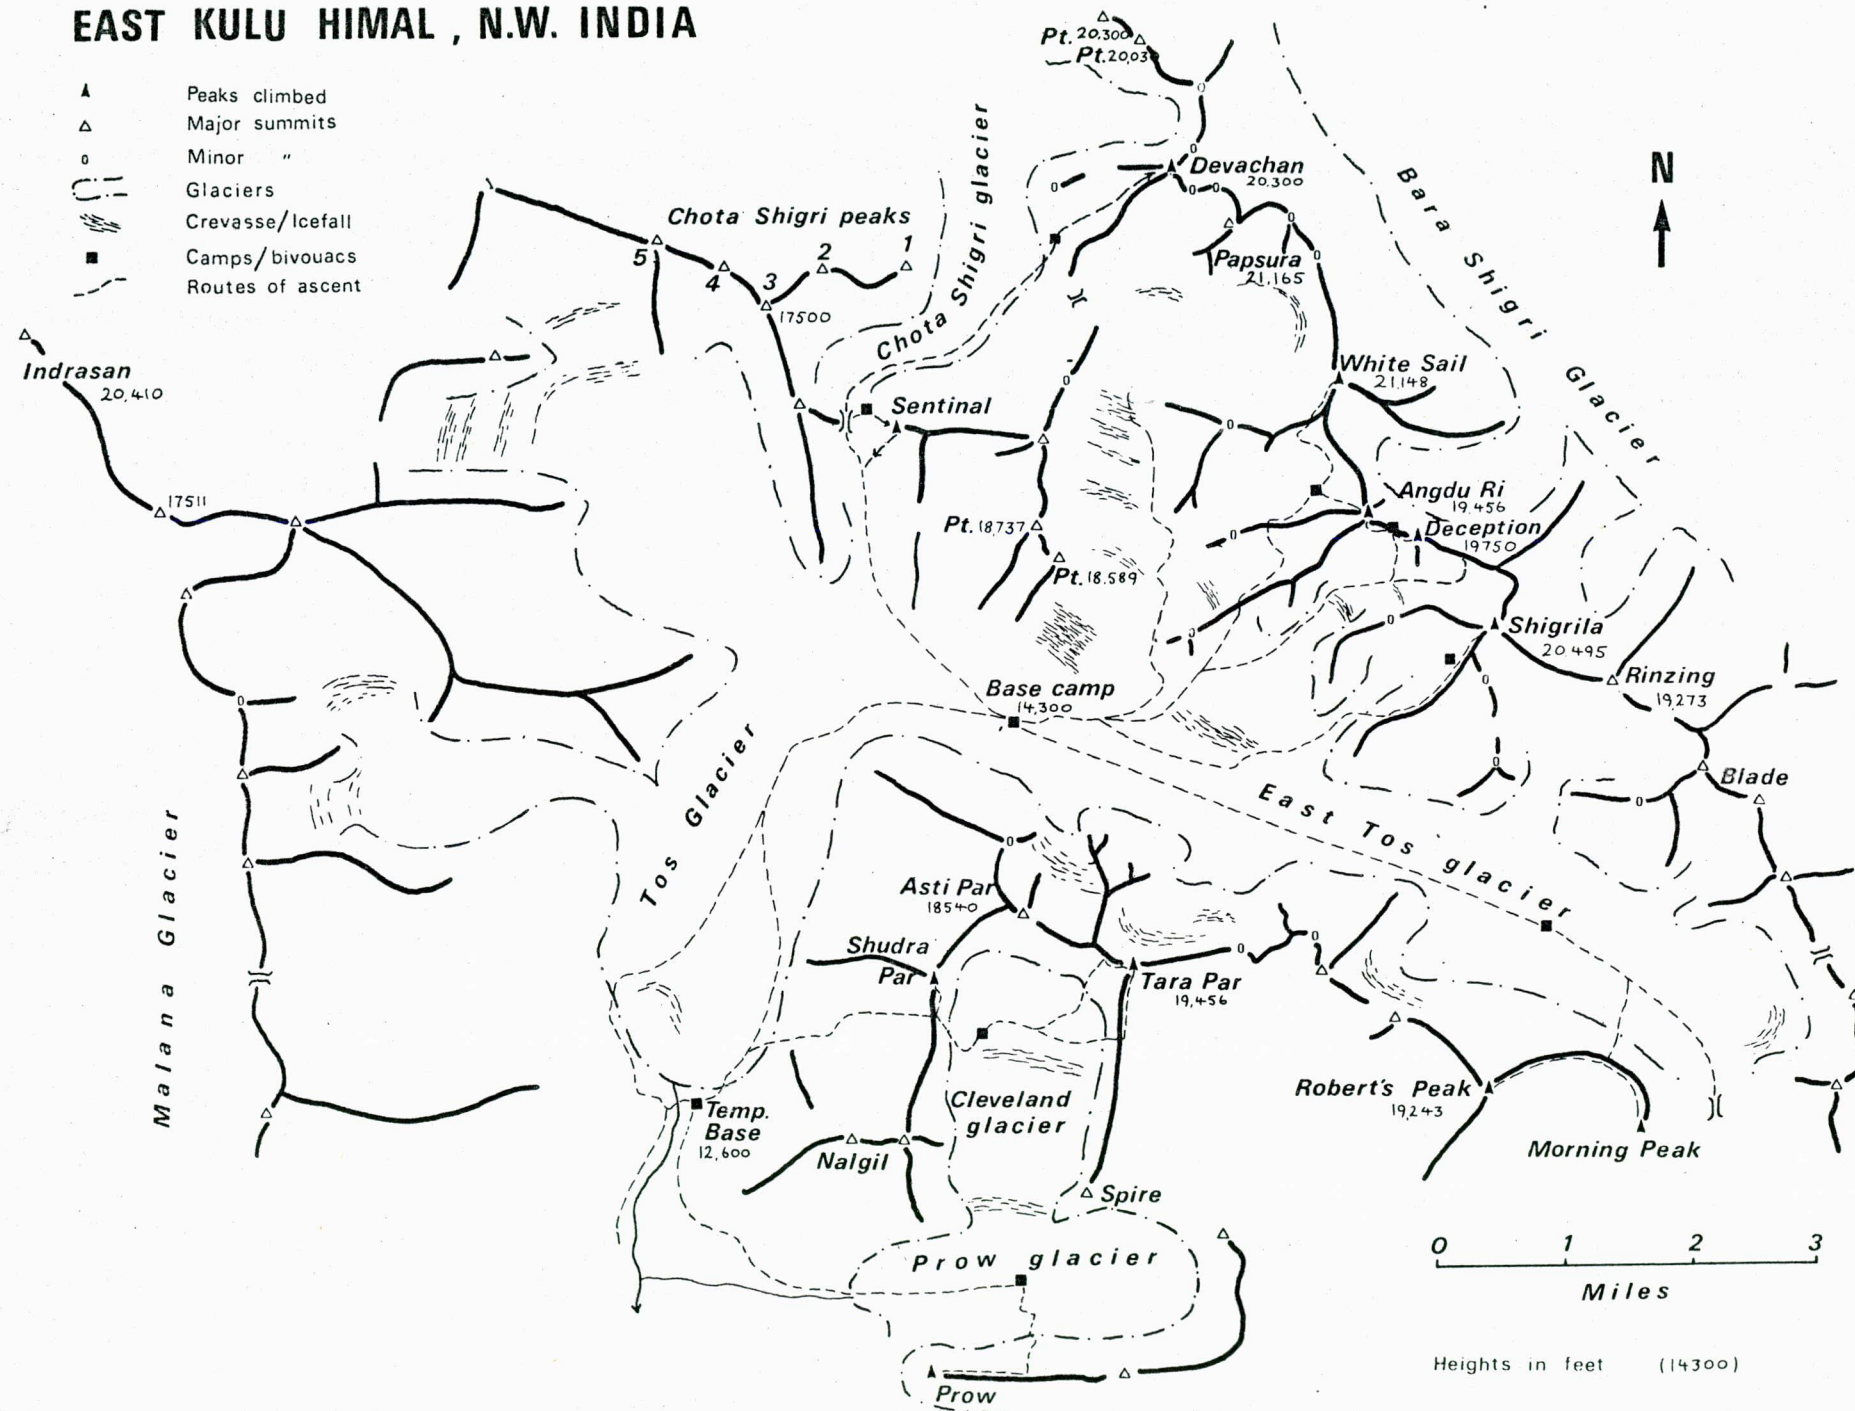 EAST KULU HIMAL, N.W. INDIA
Peaks climbed
Major summits
Minor "
Glaciers
Crevasse/Icefall
Camps/bivouacs
Routes of ascent
Pt. 20,300
Pt. 20,030
N
Devachan
20.300
Chota Shigri peaks
5
4
3
2
1
17500
Chota Shigri glacier
Bara Shigri Glacier
Papsura
21,165
Indrasan
20,410
White Sail
21,148
Sentinal
17511
Angdu Ri
19.456
Deception
19750
Pt. 18,737
Pt. 18.589
Shigrila
20.495
Rinzing
19,273
Base camp
14,300
Blade
Tos Glacier
East Tos glacier
Malana Glacier
Asti Par
18540
Shudra
Par
Tara Par
19,456
Cleveland
glacier
Robert's Peak
19,243
Morning Peak
Temp.
Base
12,600
Nalgil
Spire
Prow glacier
0 1 2 3
Miles
Heights in feet (14300)
Prow